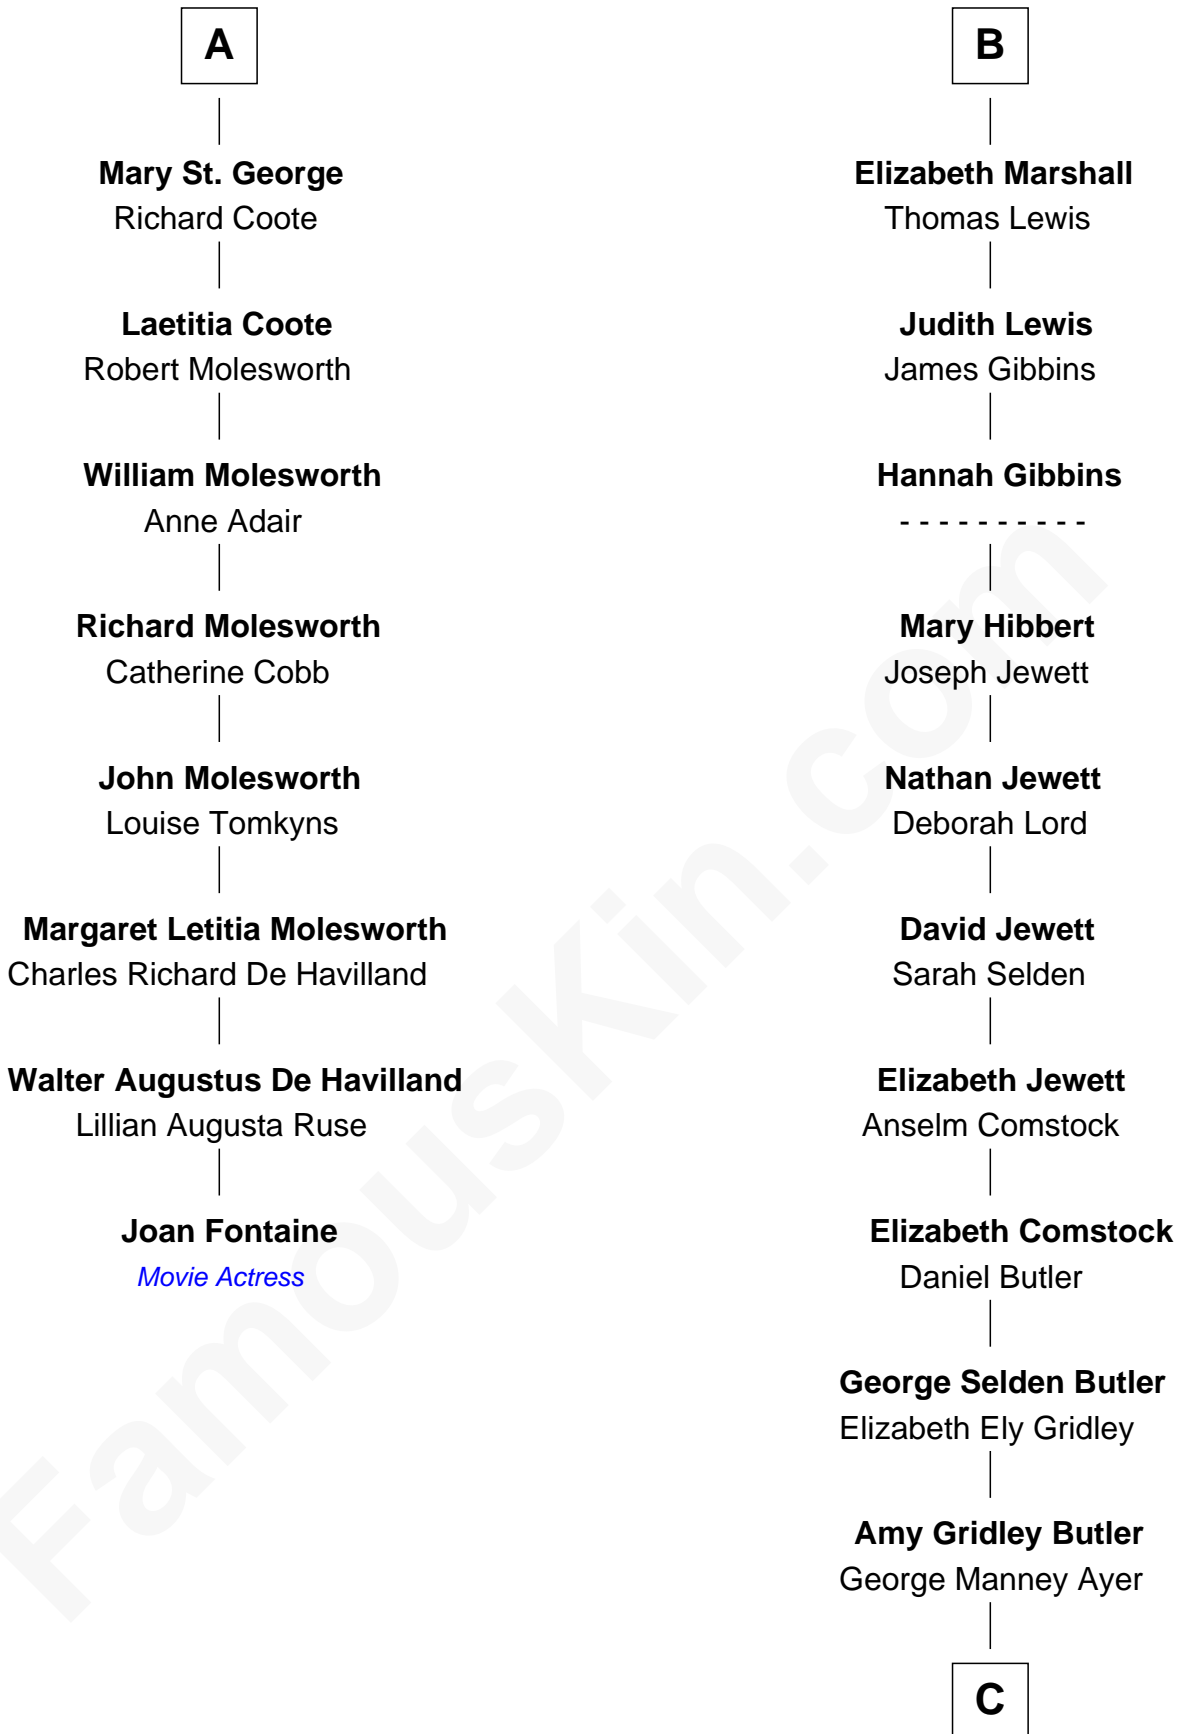 A
Mary St. George
Richard Coote
Laetitia Coote
Robert Molesworth
William Molesworth
Anne Adair
Richard Molesworth
Catherine Cobb
John Molesworth
Louise Tomkyns
Margaret Letitia Molesworth
Charles Richard De Havilland
Walter Augustus De Havilland
Lillian Augusta Ruse
Joan Fontaine
Movie Actress
B
Elizabeth Marshall
Thomas Lewis
Judith Lewis
James Gibbins
Hannah Gibbins
- - - - - - - - - -
Mary Hibbert
Joseph Jewett
Nathan Jewett
Deborah Lord
David Jewett
Sarah Selden
Elizabeth Jewett
Anselm Comstock
Elizabeth Comstock
Daniel Butler
George Selden Butler
Elizabeth Ely Gridley
Amy Gridley Butler
George Manney Ayer
C
FamousKin.com